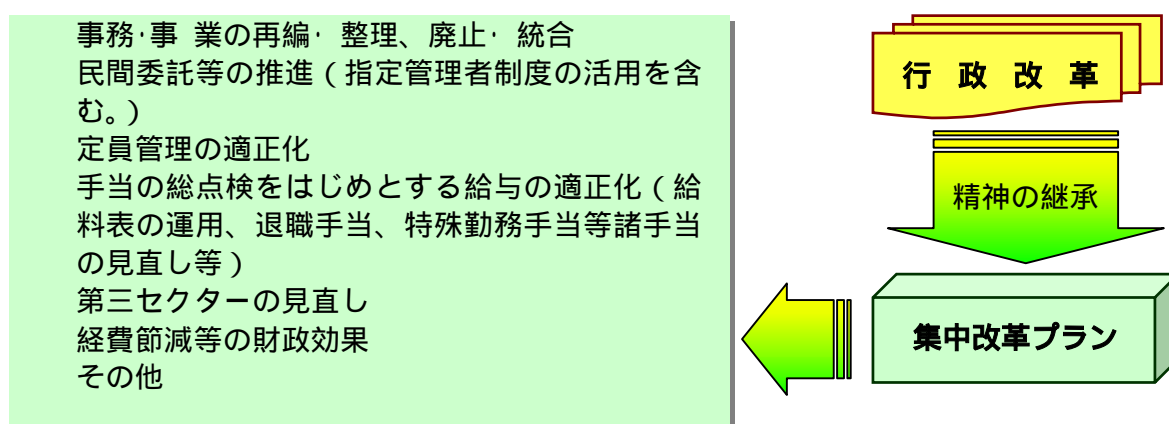 事務・事 業の再編・ 整理、廃止・ 統合
民間委託等の推進（指定管理者制度の活用を含
む。）
定員管理の適正化
手当の総点検をはじめとする給与の適正化（給
料表の運用、退職手当、特殊勤務手当等諸手当
の見直し等）
第三セクターの見直し
経費節減等の財政効果
その他
行 政 改 革
精神の継承
集中改革プラン